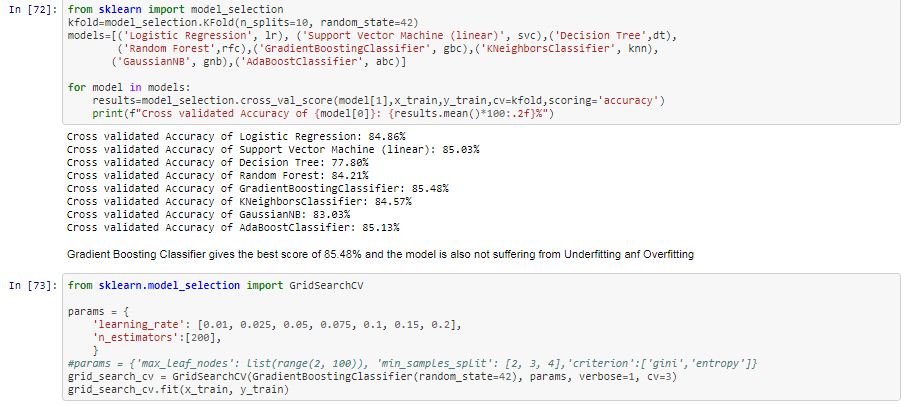 In [72]: from sklearn import model_selection
kfold=model_selection.KFold(n_splits=10, random_state=42)
models=[('Logistic Regression', lr), ('Support Vector Machine (linear)', svc),('Decision Tree',dt),
('Random Forest',rfc),('GradientBoostingClassifier', gbc),('KNeighborsClassifier', knn),
('GaussianNB', gnb),('AdaBoostClassifier', abc)]
for model in models:
results=model_selection.cross_val_score(model[1],x_train,y_train,cv=kfold,scoring='accuracy')
print(f"Cross validated Accuracy of {model[0]}: {results.mean()*100:.2f}%")
Cross validated Accuracy of Logistic Regression: 84.86%
Cross validated Accuracy of Support Vector Machine (linear): 85.03%
Cross validated Accuracy of Decision Tree: 77.80%
Cross validated Accuracy of Random Forest: 84.21%
Cross validated Accuracy of GradientBoostingClassifier: 85.48%
Cross validated Accuracy of KNeighborsClassifier: 84.57%
Cross validated Accuracy of GaussianNB: 83.03%
Cross validated Accuracy of AdaBoostClassifier: 85.13%
Gradient Boosting Classifier gives the best score of 85.48% and the model is also not suffering from Underfitting anf Overfitting
In [73]: from sklearn.model_selection import GridSearchCV
params = {
'learning_rate': [0.01, 0.025, 0.05, 0.075, 0.1, 0.15, 0.2],
'n_estimators':[200],
}
#params = {'max_leaf_nodes': list(range(2, 100)), 'min_samples_split': [2, 3, 4],'criterion':['gini','entropy']}
grid_search_cv = GridSearchCV(GradientBoostingClassifier(random_state=42), params, verbose=1, cv=3)
grid_search_cv.fit(x_train, y_train)